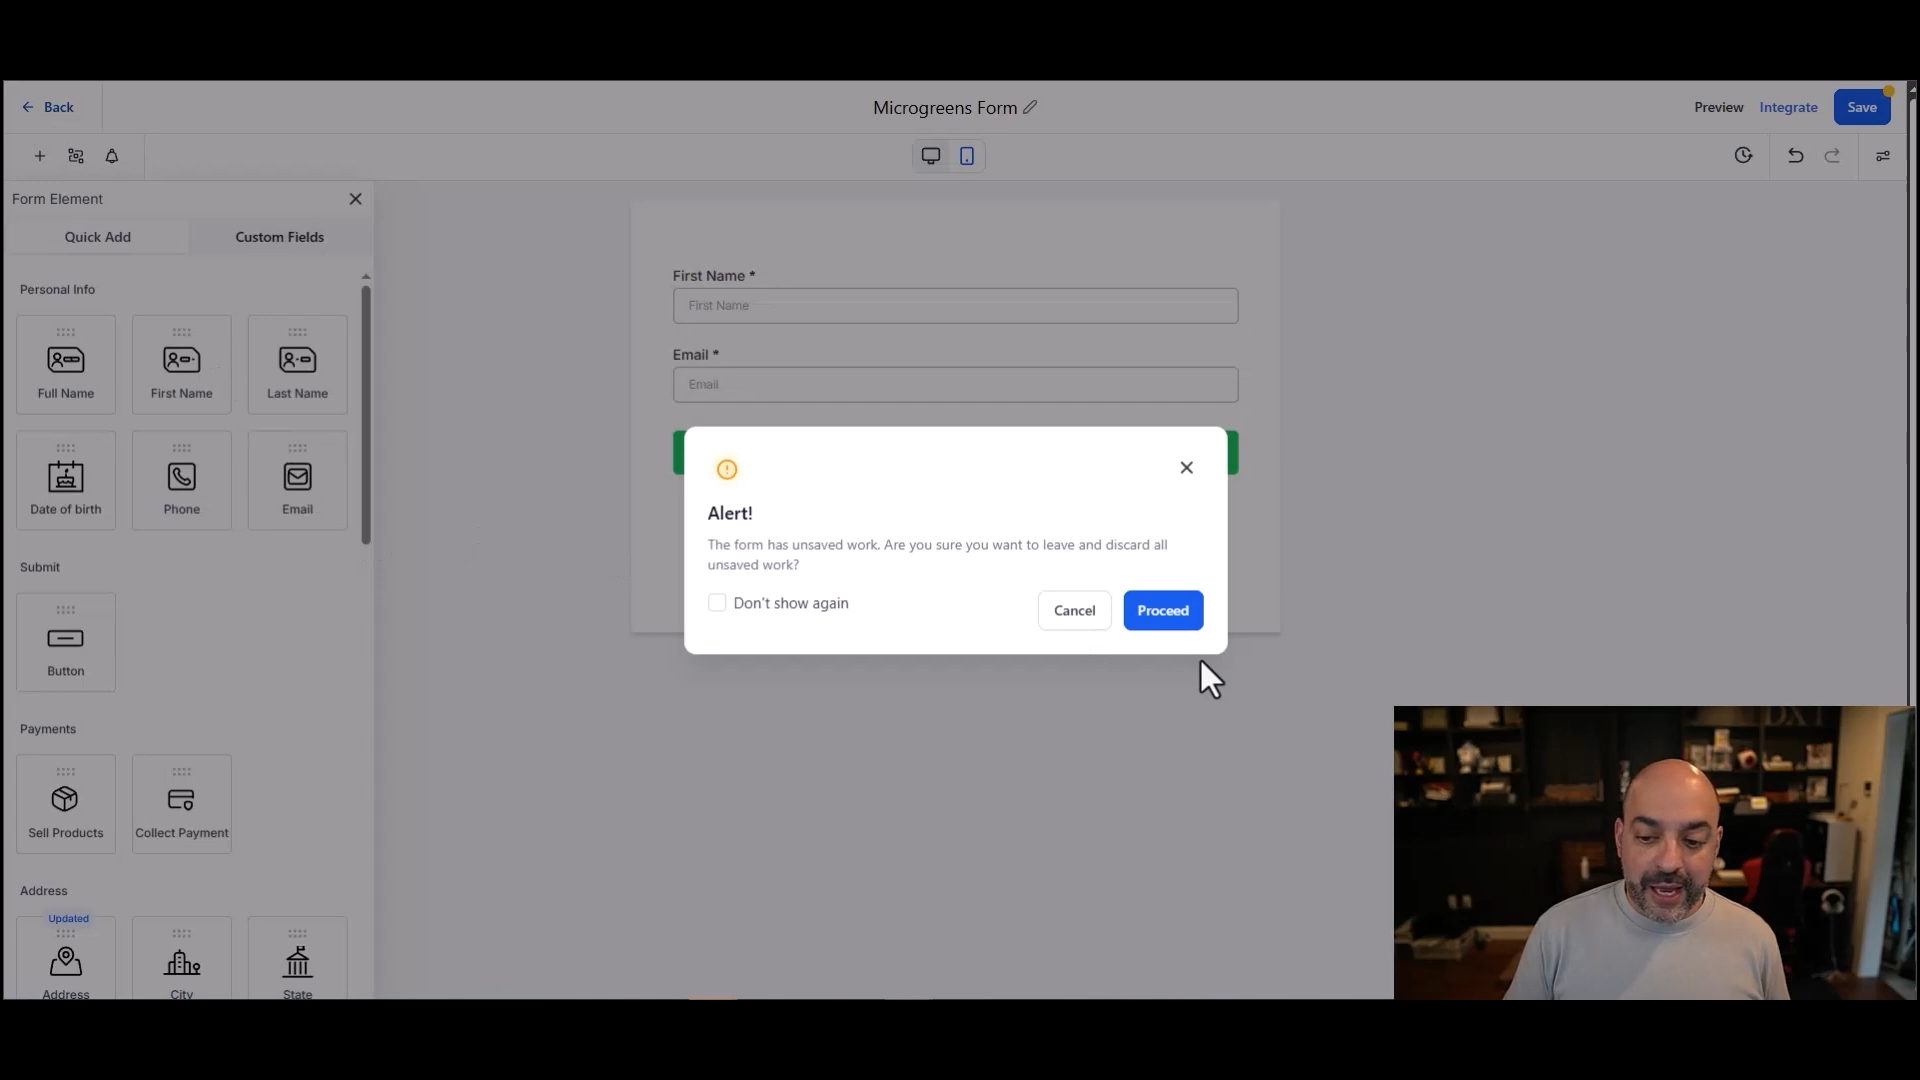 Back
Microgreens Form
Preview
Integrate
Save
Form Element
Quick Add
Custom Fields
Personal Info
Full Name
First Name
Last Name
Date of birth
Phone
Email
Submit
Button
Payments
Sell Products
Collect Payment
Address
Updated
Address
City
State
First Name *
First Name
Email *
Email
Alert!
The form has unsaved work. Are you sure you want to leave and discard all
unsaved work?
Don't show again
Cancel
Proceed